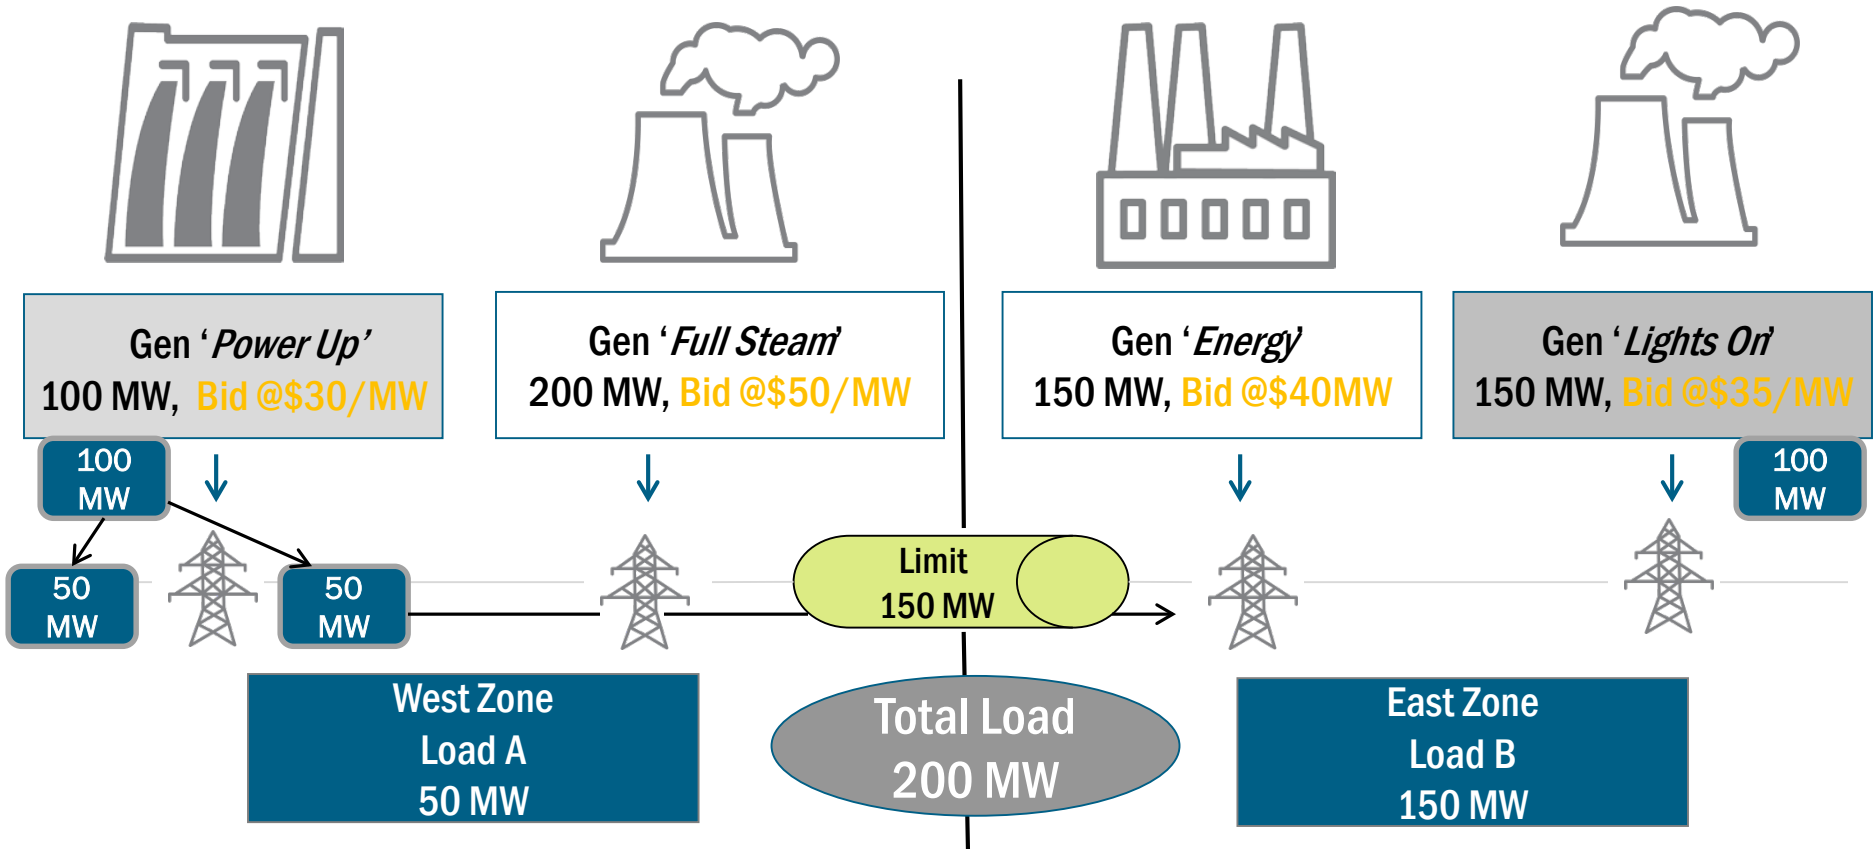 Gen ‘Power Up’
100 MW, Bid @$30/MW
Gen ‘Full Steam’
200 MW, Bid @$50/MW
Gen ‘Energy’
150 MW, Bid @$40MW
Gen ‘Lights On’
150 MW, Bid @$35/MW
100
MW
100
MW
50
MW
50
MW
Limit
150 MW
West Zone
Load A
50 MW
Total Load
200 MW
East Zone
Load B
150 MW